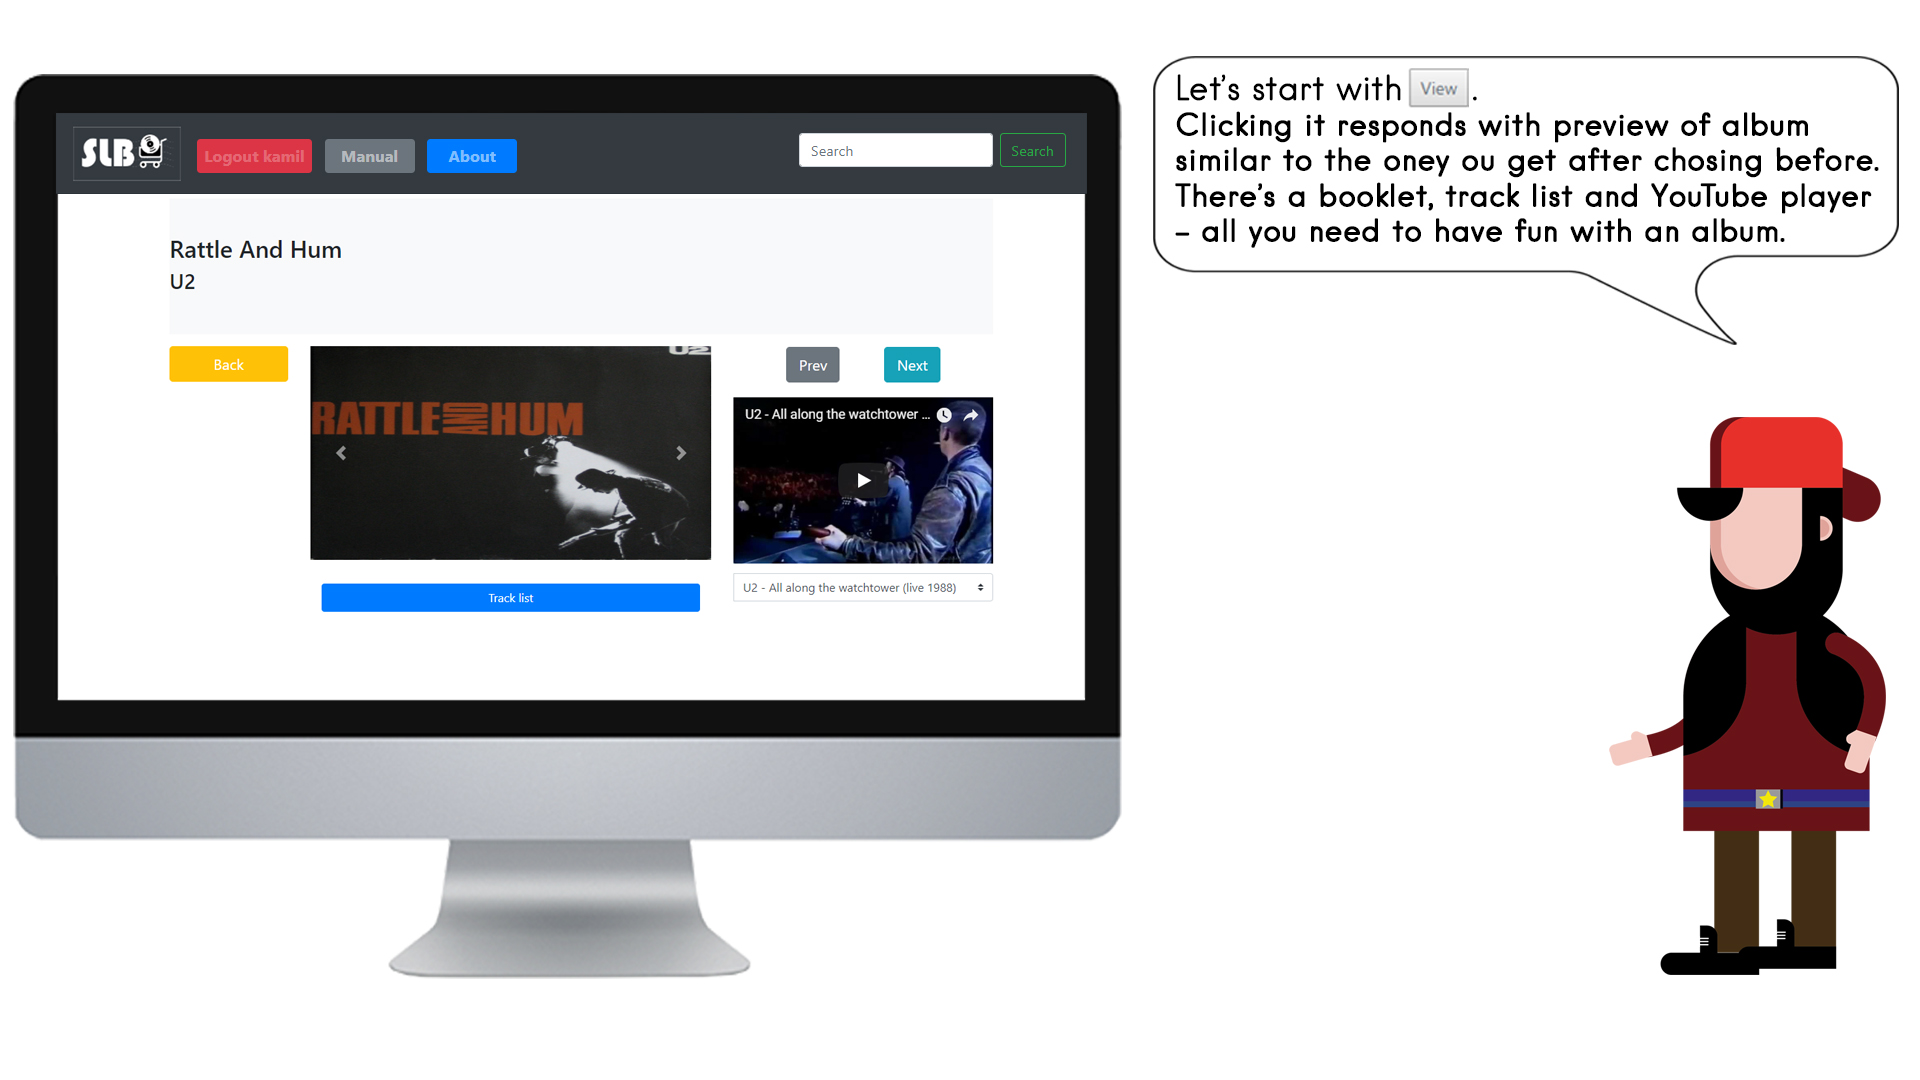 Let's start with View .
Clicking it responds with preview of album
similar to the oney ou get after chosing before.
There's a booklet, track list and YouTube player
– all you need to have fun with an album.
SLB
Logout kamil
Manual
About
Search
Search
Rattle And Hum
U2
Back
U2
RATTLE AND HUM
Prev
Next
U2 - All along the watchtower ...
U2 - All along the watchtower (live 1988)
Track list